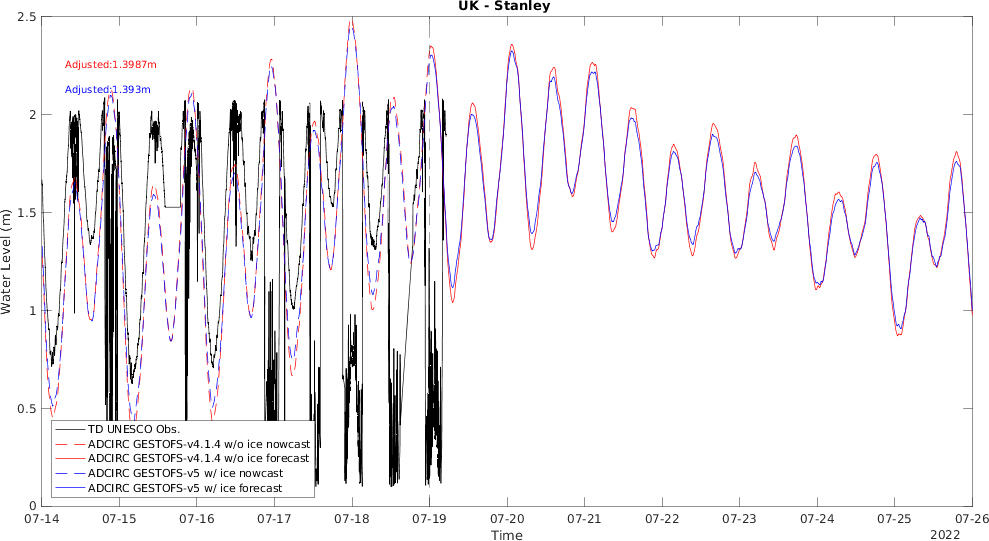 UK - Stanley
2.5
2
1.5
1
0.5
0
Water Level (m)
Adjusted:1.3987m
Adjusted:1.393m
TD UNESCO Obs.
ADCIRC GESTOFS-v4.1.4 w/o ice nowcast
ADCIRC GESTOFS-v4.1.4 w/o ice forecast
ADCIRC GESTOFS-v5 w/ ice nowcast
ADCIRC GESTOFS-v5 w/ ice forecast
07-14 07-15 07-16 07-17 07-18 07-19 07-20 07-21 07-22 07-23 07-24 07-25 07-26
Time
2022